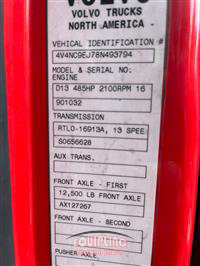 VOLVO
VOLVO TRUCKS
NORTH AMERICA -
VEHICAL IDENTIFICATION #
4V4NC9EJ78N493794
MODEL & SERIAL NO:
ENGINE
D13 485HP 2100RPM 16
901032
TRANSMISSION
RTLO-16913A, 13 SPEE
S0656628
AUX TRANS.
FRONT AXLE - FIRST
12,500 LB FRONT AXLE
AX127267
FRONT AXLE - SECOND
EQUIPLINC
PUSHER AXLE